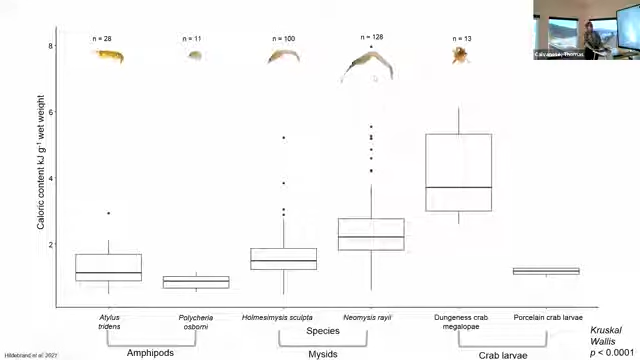 Calvanese, Thomas
n = 28
n = 11
n = 100
n = 128
n = 13
8
6
4
2
Caloric content kJ g⁻¹ wet weight
Atylus tridens
Polycheria osborni
Holmesimysis sculpta
Neomysis rayii
Dungeness crab megalopae
Porcelain crab larvae
Species
Amphipods
Mysids
Crab larvae
Kruskal
Wallis
p < 0.0001
Hildebrand et al. 2021